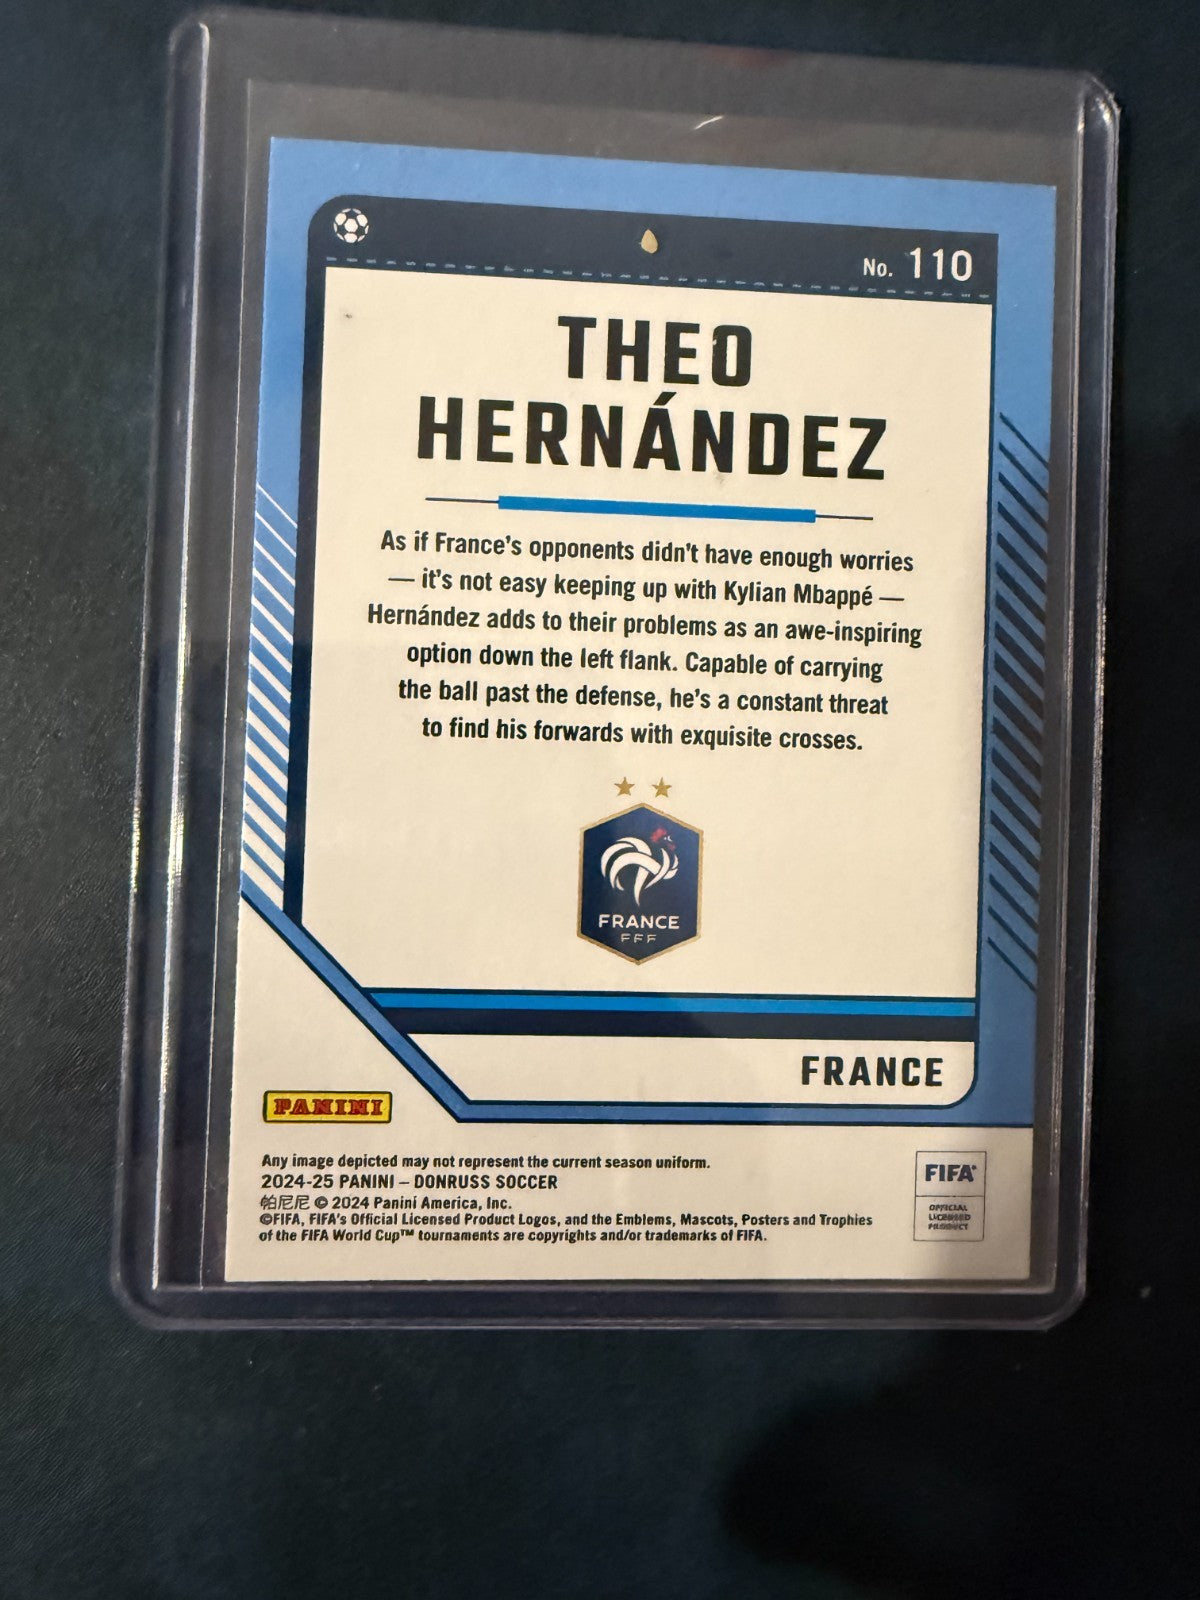 No. 110
THEO
HERNÁNDEZ
As if France's opponents didn't have enough worries
— it's not easy keeping up with Kylian Mbappé —
Hernández adds to their problems as an awe-inspiring
option down the left flank. Capable of carrying
the ball past the defense, he's a constant threat
to find his forwards with exquisite crosses.
FRANCE
FFF
FRANCE
PANINI
Any image depicted may not represent the current season uniform.
2024-25 PANINI – DONRUSS SOCCER
帕尼尼 © 2024 Panini America, Inc.
©FIFA, FIFA's Official Licensed Product Logos, and the Emblems, Mascots, Posters and Trophies
of the FIFA World Cup™ tournaments are copyrights and/or trademarks of FIFA.
FIFA
OFFICIAL
LICENSED
PRODUCT